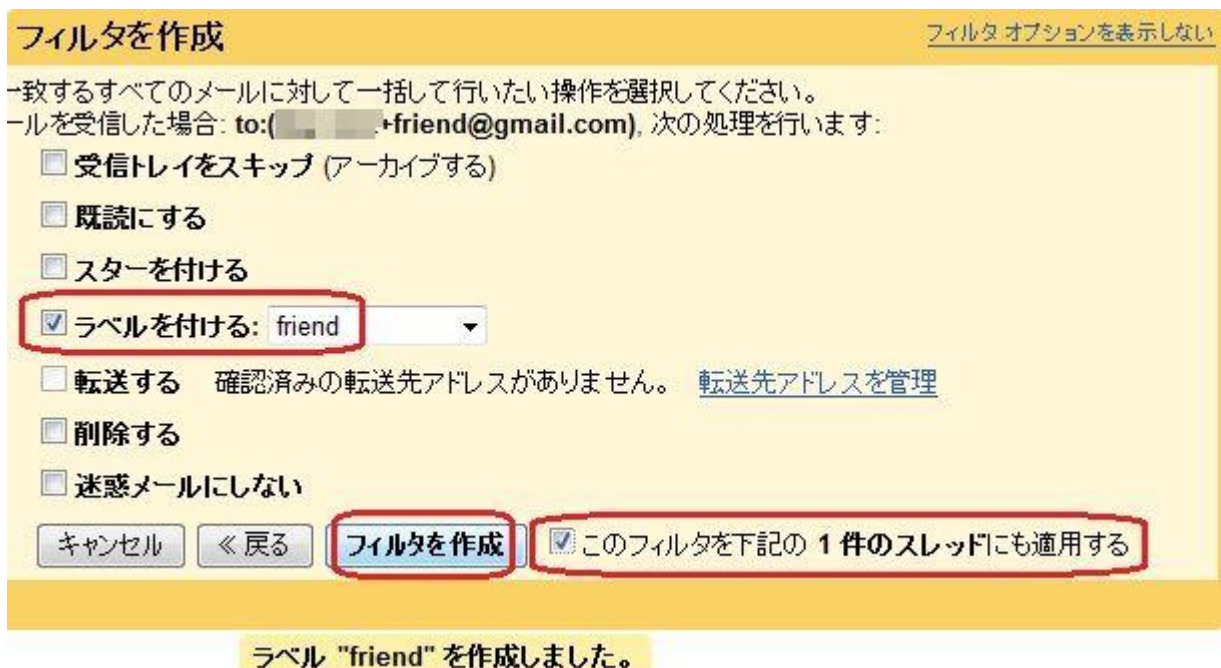 フィルタを作成 フィルタ オプションを表示しない
一致するすべてのメールに対して一括して行いたい操作を選択してください。
ールを受信した場合: to:( +friend@gmail.com), 次の処理を行います:
受信トレイをスキップ (アーカイブする)
既読にする
スターを付ける
ラベルを付ける: friend
転送する 確認済みの転送先アドレスがありません。 転送先アドレスを管理
削除する
迷惑メールにしない
キャンセル « 戻る フィルタを作成 このフィルタを下記の 1 件のスレッドにも適用する
ラベル "friend" を作成しました。